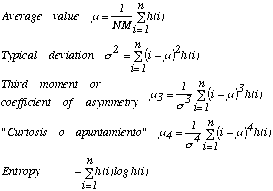 Average value μ = 1/NM n∑i=1 h(i)
Typical deviation σ² = n∑i=1 (i − μ)² h(i)
Third moment or
coefficient of asymmetry μ3 = 1/σ³ n∑i=1 (i − μ)³ h(i)
"Curtosis o apuntamiento" μ4 = 1/σ⁴ n∑i=1 (i − μ)⁴ h(i)
Entropy − n∑i=1 h(i) log h(i)